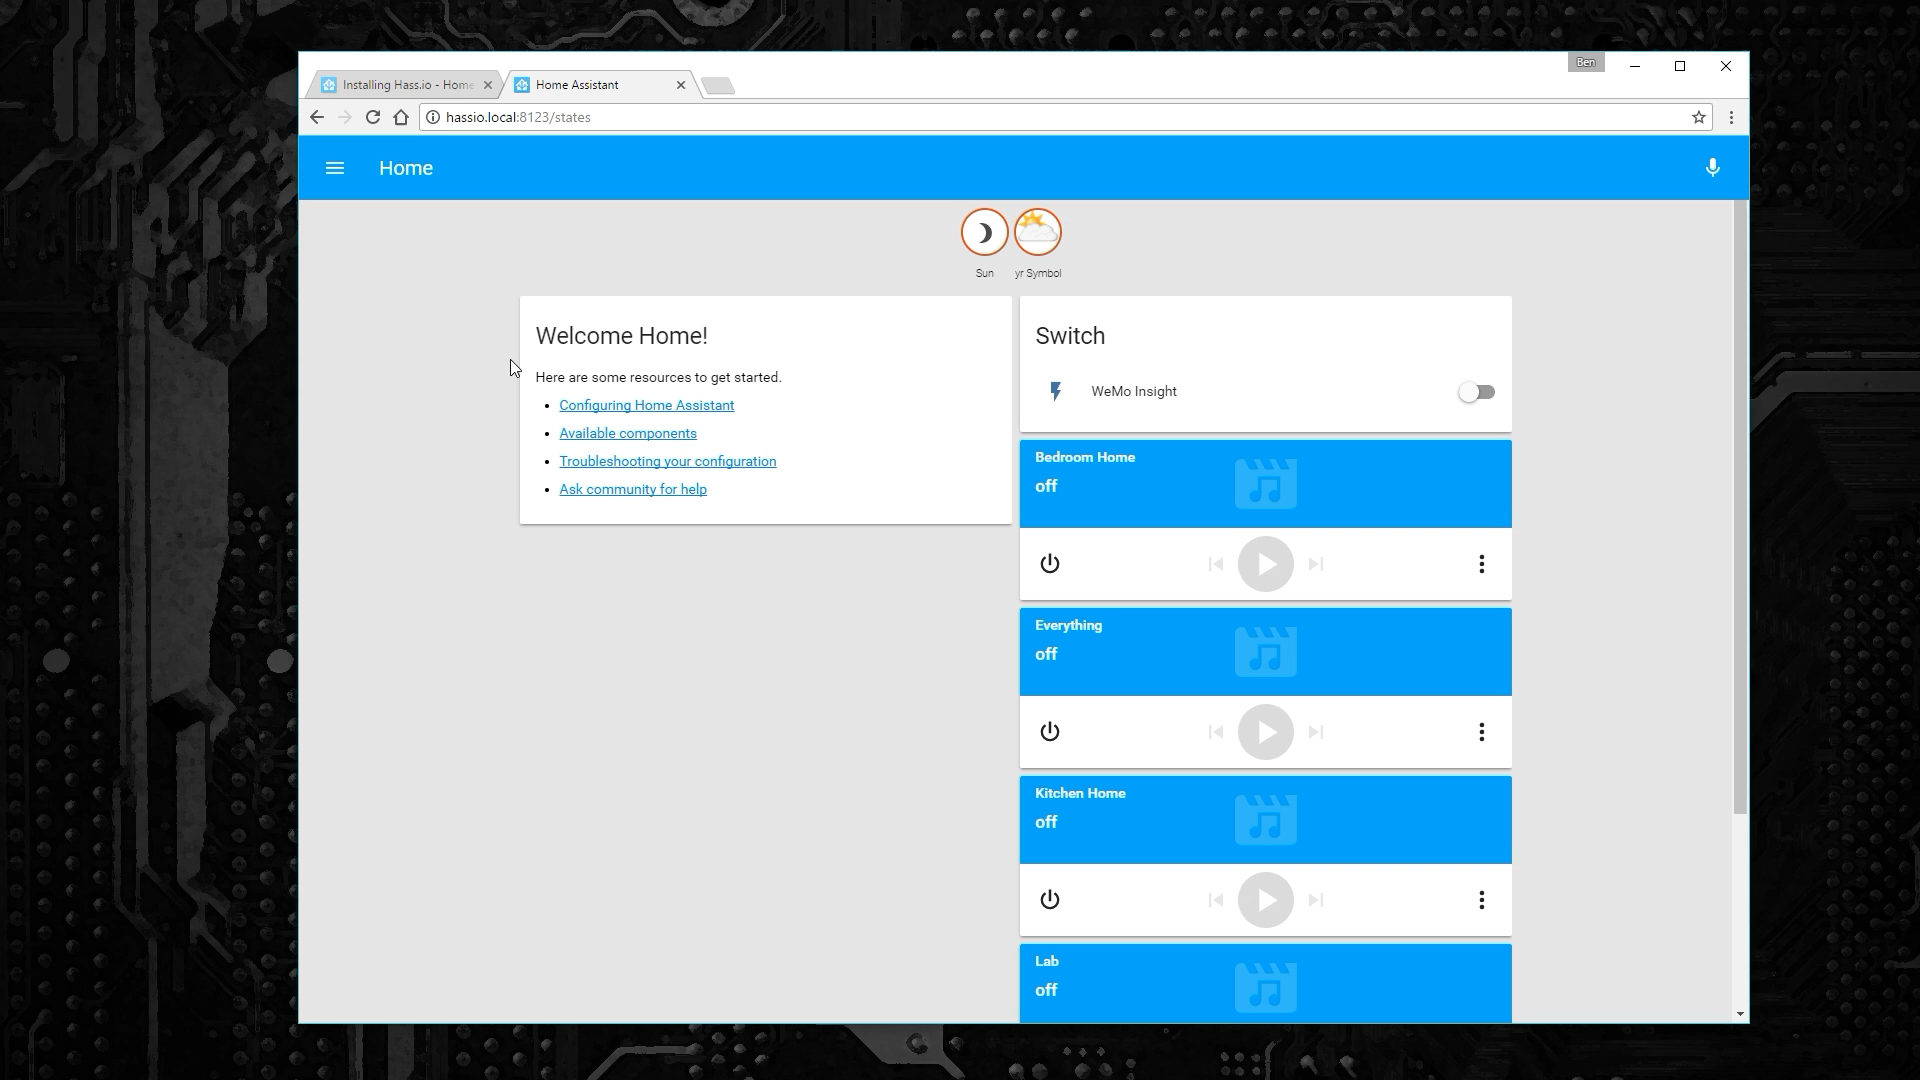 Ben
Installing Hass.io - Home
Home Assistant
hassio.local:8123/states
Home
Sun
yr Symbol
Welcome Home!
Here are some resources to get started.
Configuring Home Assistant
Available components
Troubleshooting your configuration
Ask community for help
Switch
WeMo Insight
Bedroom Home
off
Everything
off
Kitchen Home
off
Lab
off